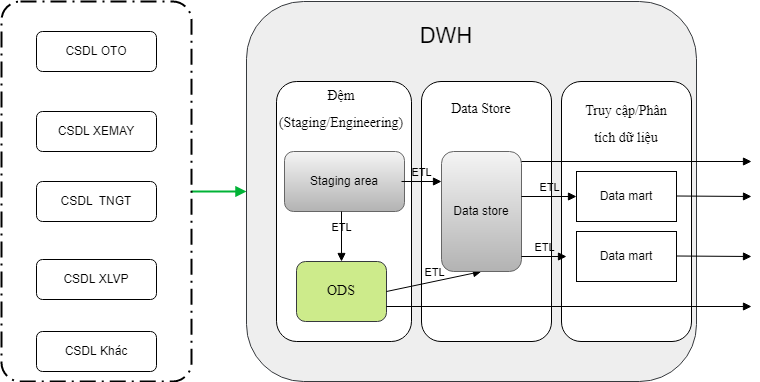 CSDL OTO
CSDL XEMAY
CSDL TNGT
CSDL XLVP
CSDL Khác
DWH
Đệm
(Staging/Engineering)
Staging area
ETL
ODS
Data Store
ETL
Data store
ETL
Truy cập/Phân
tích dữ liệu
ETL
Data mart
ETL
Data mart